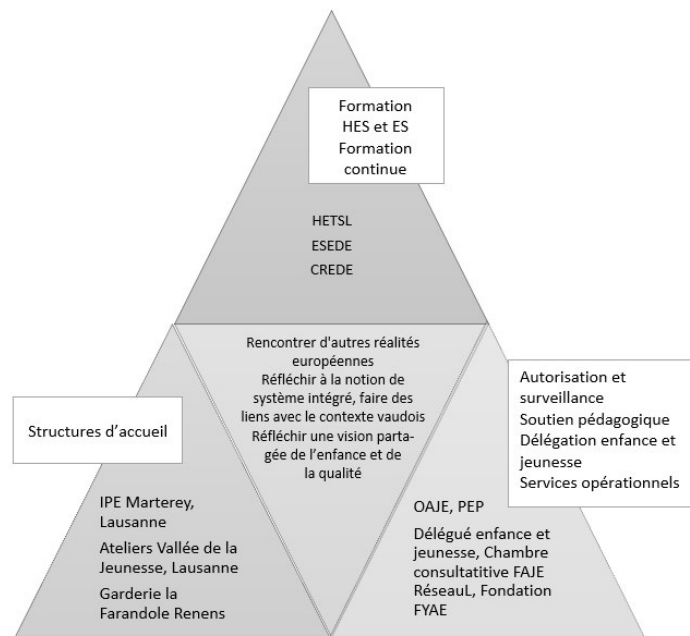 Formation
HES et ES
Formation
continue
HETSL
ESEDE
CREDE
Rencontrer d'autres réalités
européennes
Réfléchir à la notion de
système intégré, faire des
liens avec le contexte vaudois
Réfléchir une vision parta-
gée de l'enfance et de
la qualité
Structures d'accueil
IPE Marterey,
Lausanne
Ateliers Vallée de la
Jeunesse, Lausanne
Garderie la
Farandole Renens
Autorisation et
surveillance
Soutien pédagogique
Délégation enfance et
jeunesse
Services opérationnels
OAJE, PEP
Délégué enfance et
jeunesse, Chambre
consultatitive FAJE
RéseauL, Fondation
FYAE